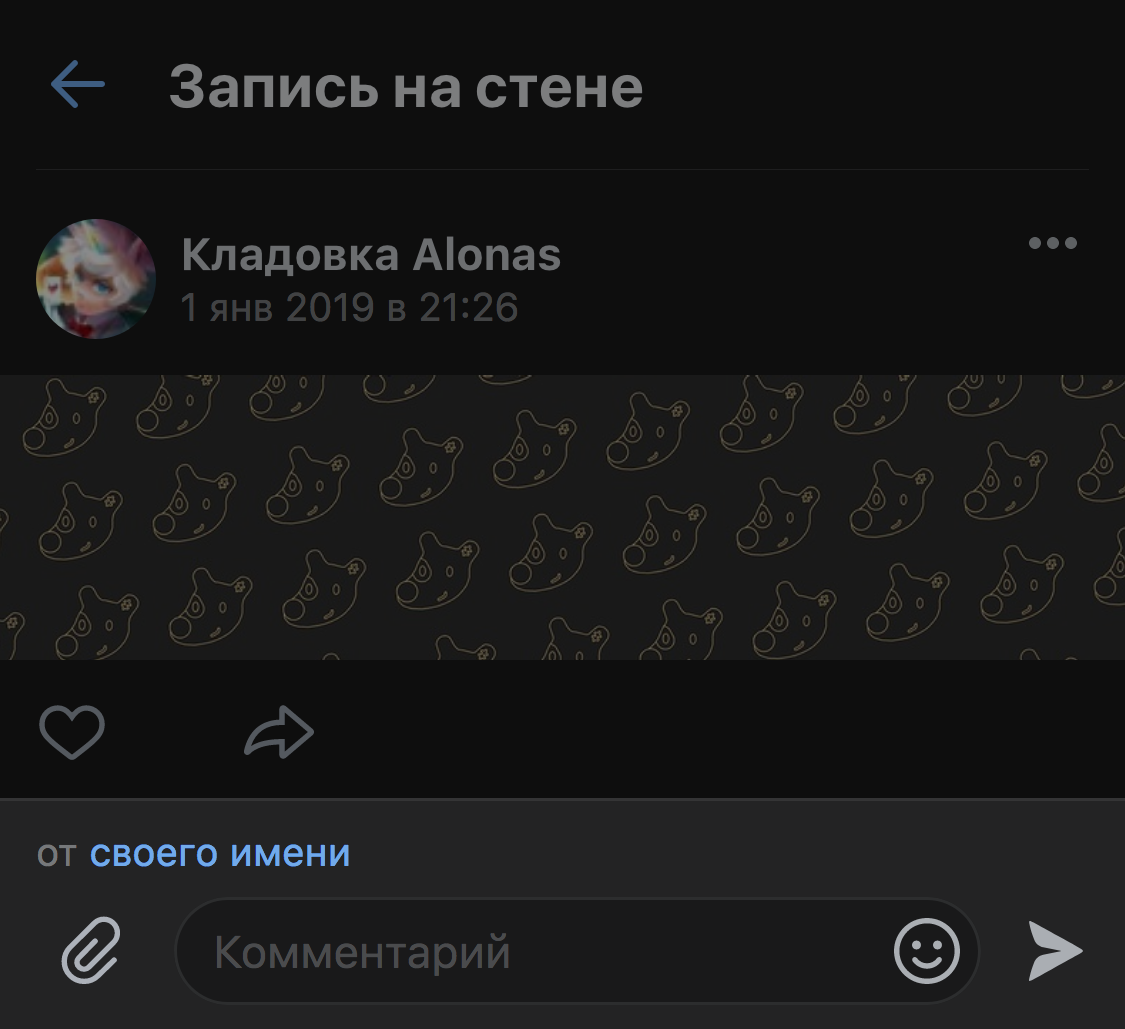 Запись на стене
Кладовка Alonas
1 янв 2019 в 21:26
от своего имени
Комментарий